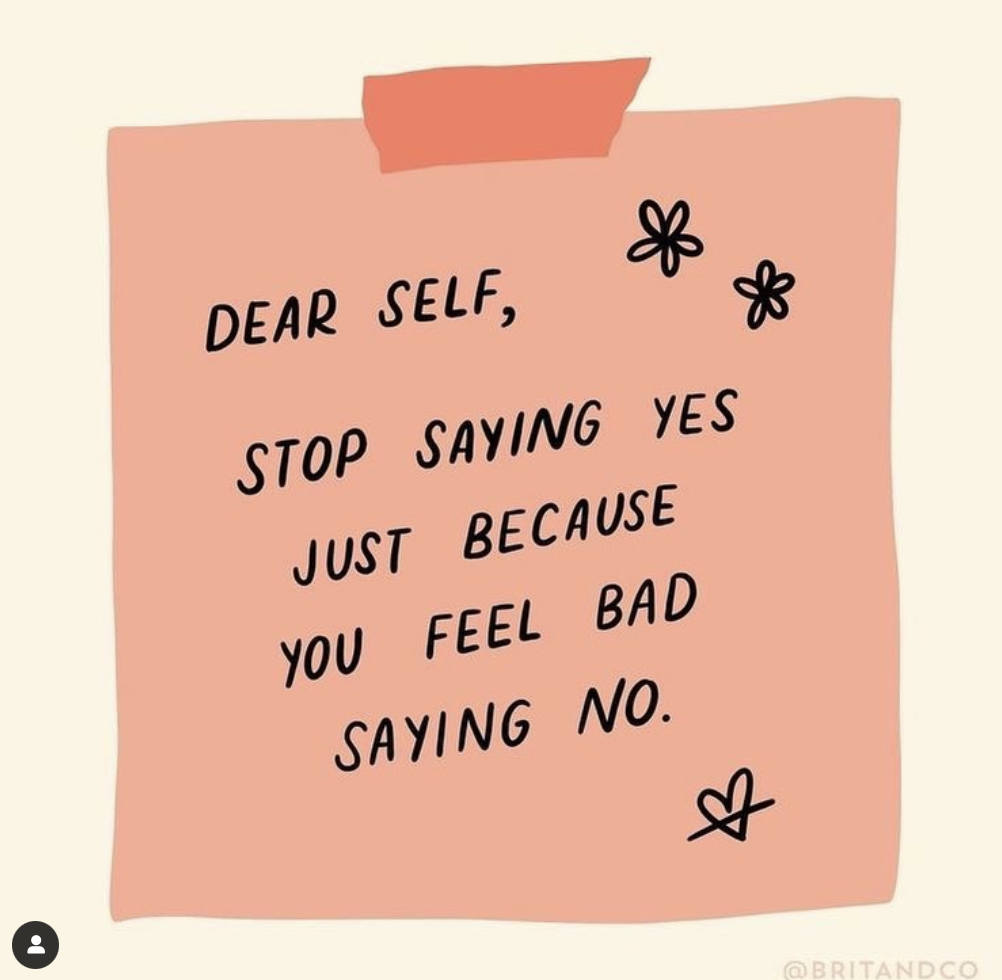 DEAR SELF,
STOP SAYING YES
JUST BECAUSE
YOU FEEL BAD
SAYING NO.
@BRITANDCO